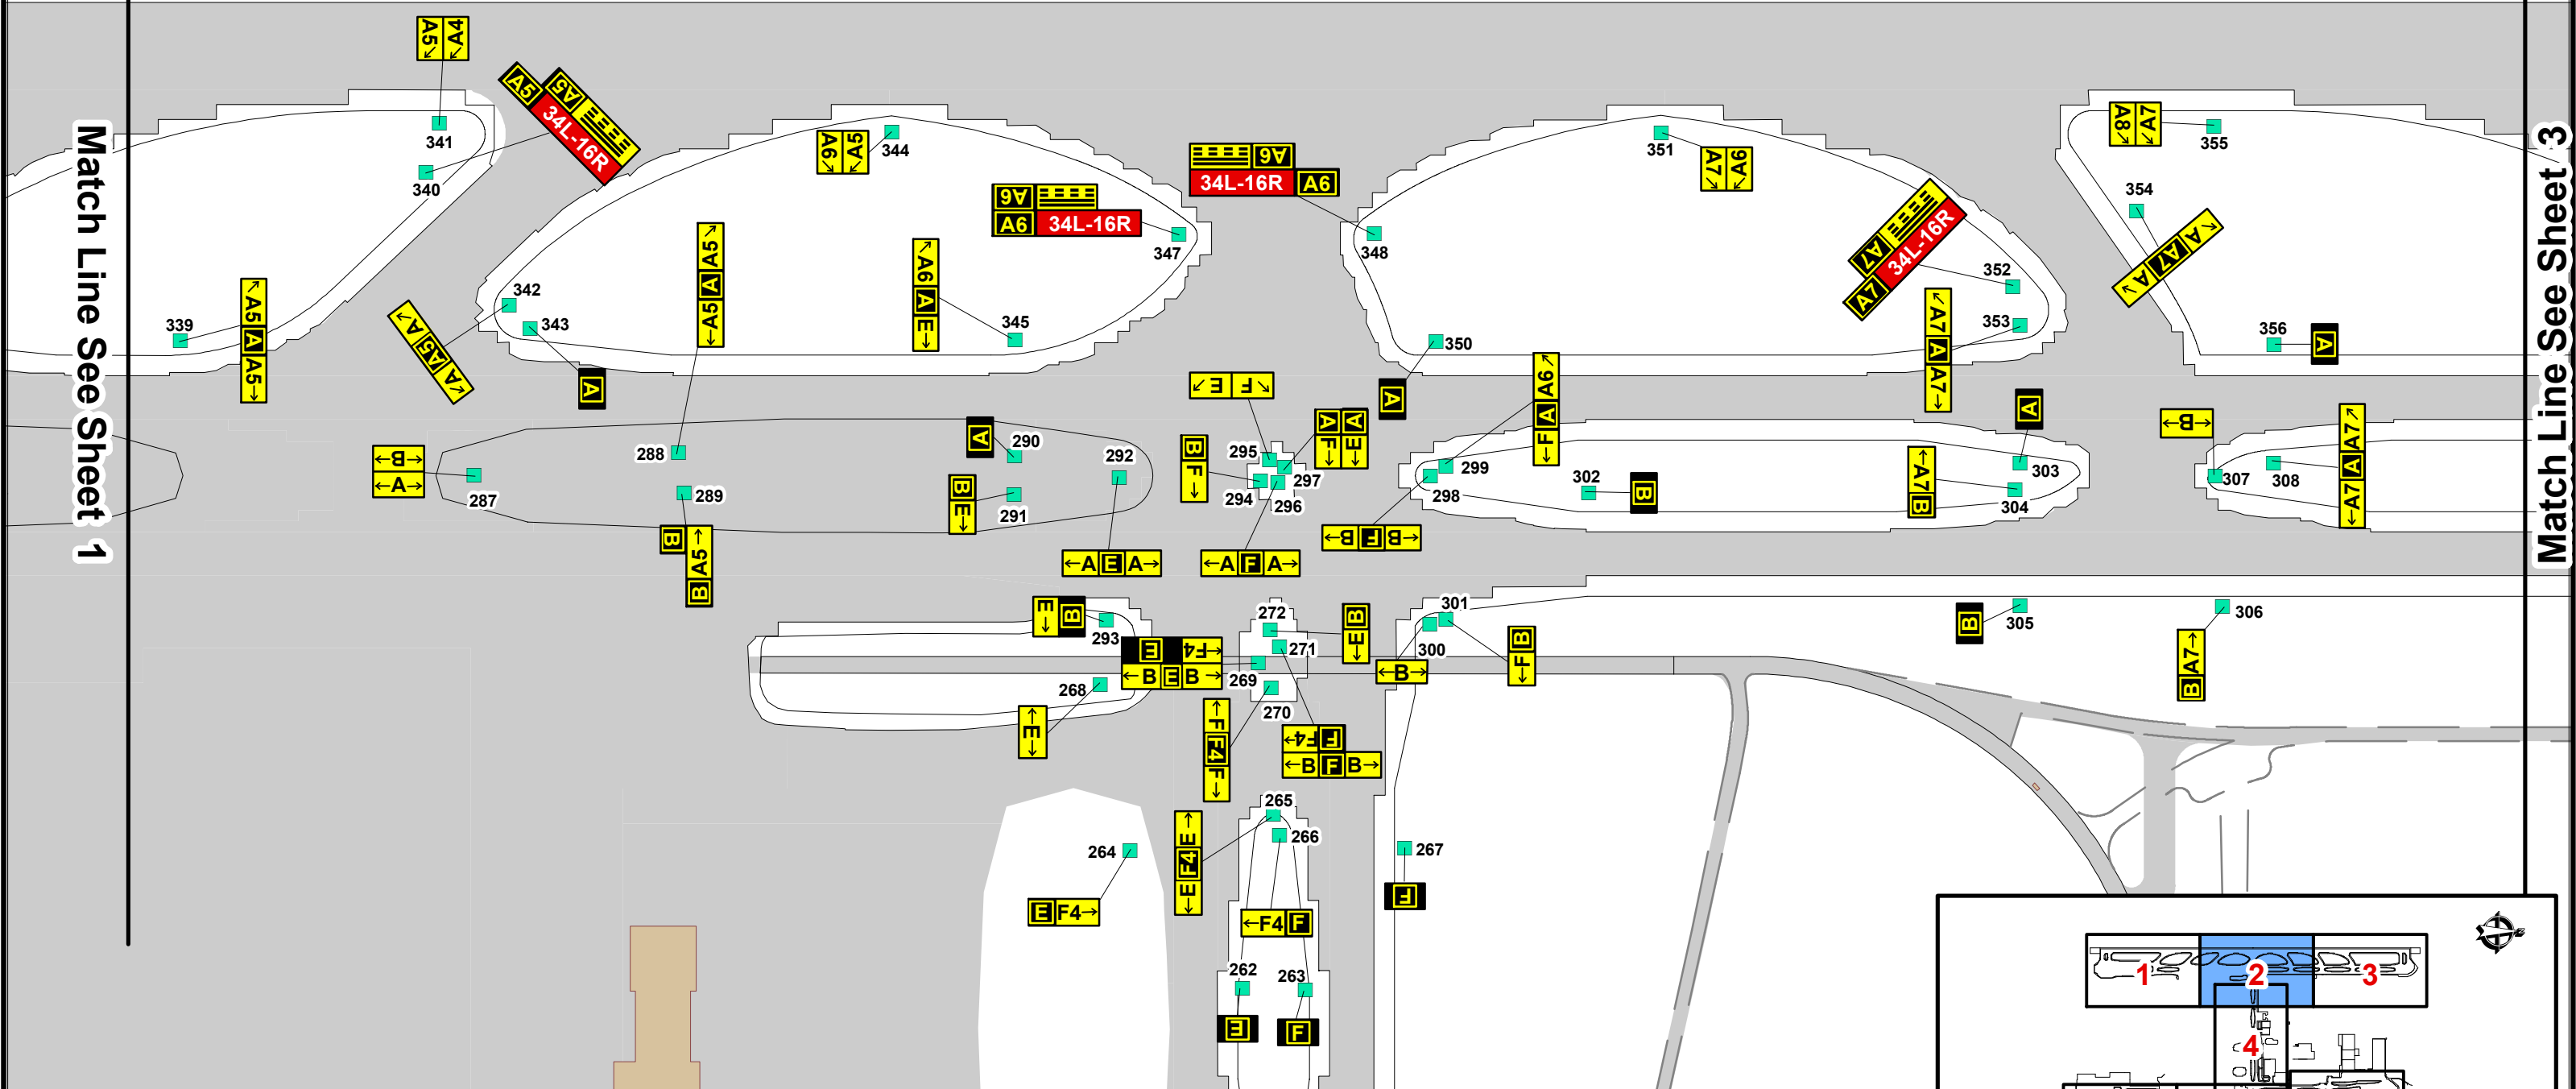 Match Line See Sheet 1
Match Line See Sheet 3
A5↙ A4↙
341
340
A5 34L-16R
A5
A6↙ A5↙
344
A6
A6 34L-16R
347
A6
34L-16R A6
348
351
A7↙ A6↙
A8↙ A7↙
355
354
↙A A7 A↗
A7
A7 34L-16R
352
353
←A7 A A7↗
356
A
339
←A5 A A5↗
342
343
↙A A5 A↗
A
←A5 A A5↗
←E A A6↗
345
350
A
←F A A6↗
↙E F↘
A F→
A E→
295
297
294
296
B F→
←A F A→
299
298
←B F B→
302
B
A
303
304
B A7→
←B→
307
308
←A7 A A7↗
←B→
←A→
287
288
289
B
B A5→
A
290
B E→
291
292
←A E A→
E→ B
293
E F4→
←B E B→
268
←E→
272
271
269
270
B E→
←F F4 F→
←F4 F
←B F B→
301
300
←B→
←F B
B
305
306
B A7→
265
266
←E F4 E→
264
E F4→
←F4 F
267
F
262
263
E
F
1
2
3
4